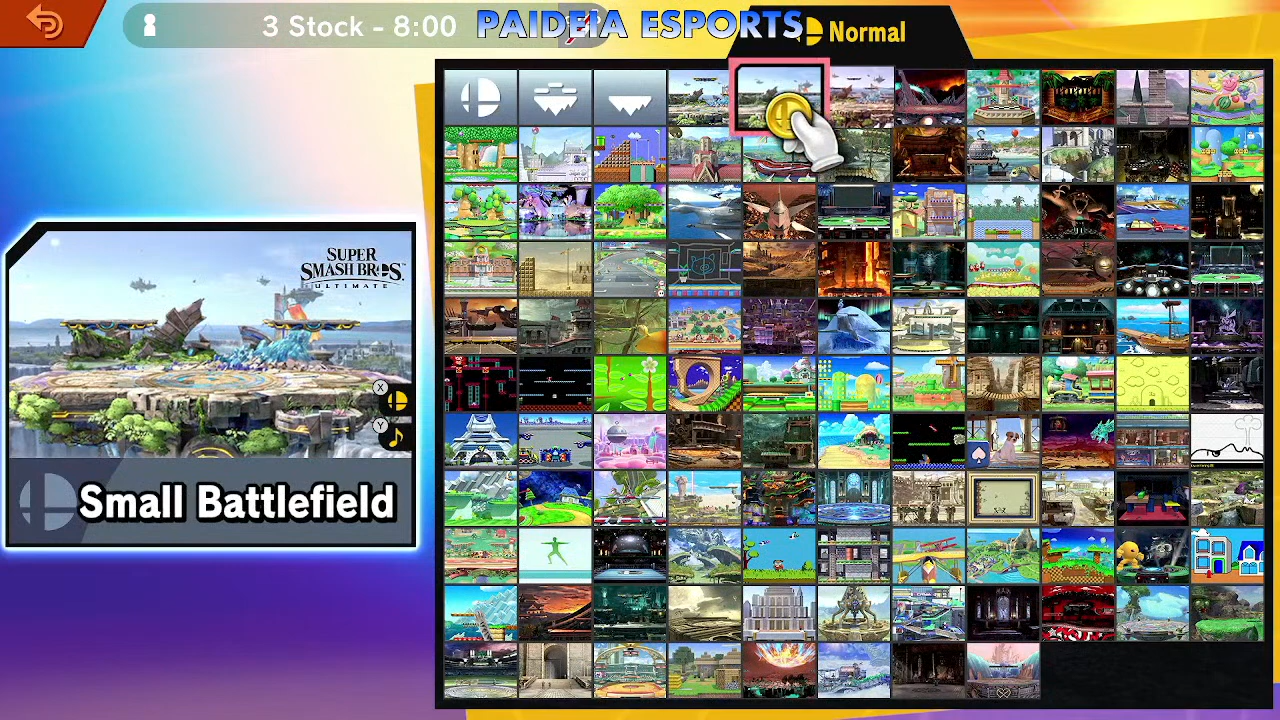 3 Stock - 8:00
PAIDEIA ESPORTS
Normal
SUPER
SMASH BROS.
ULTIMATE
X
Y
Small Battlefield